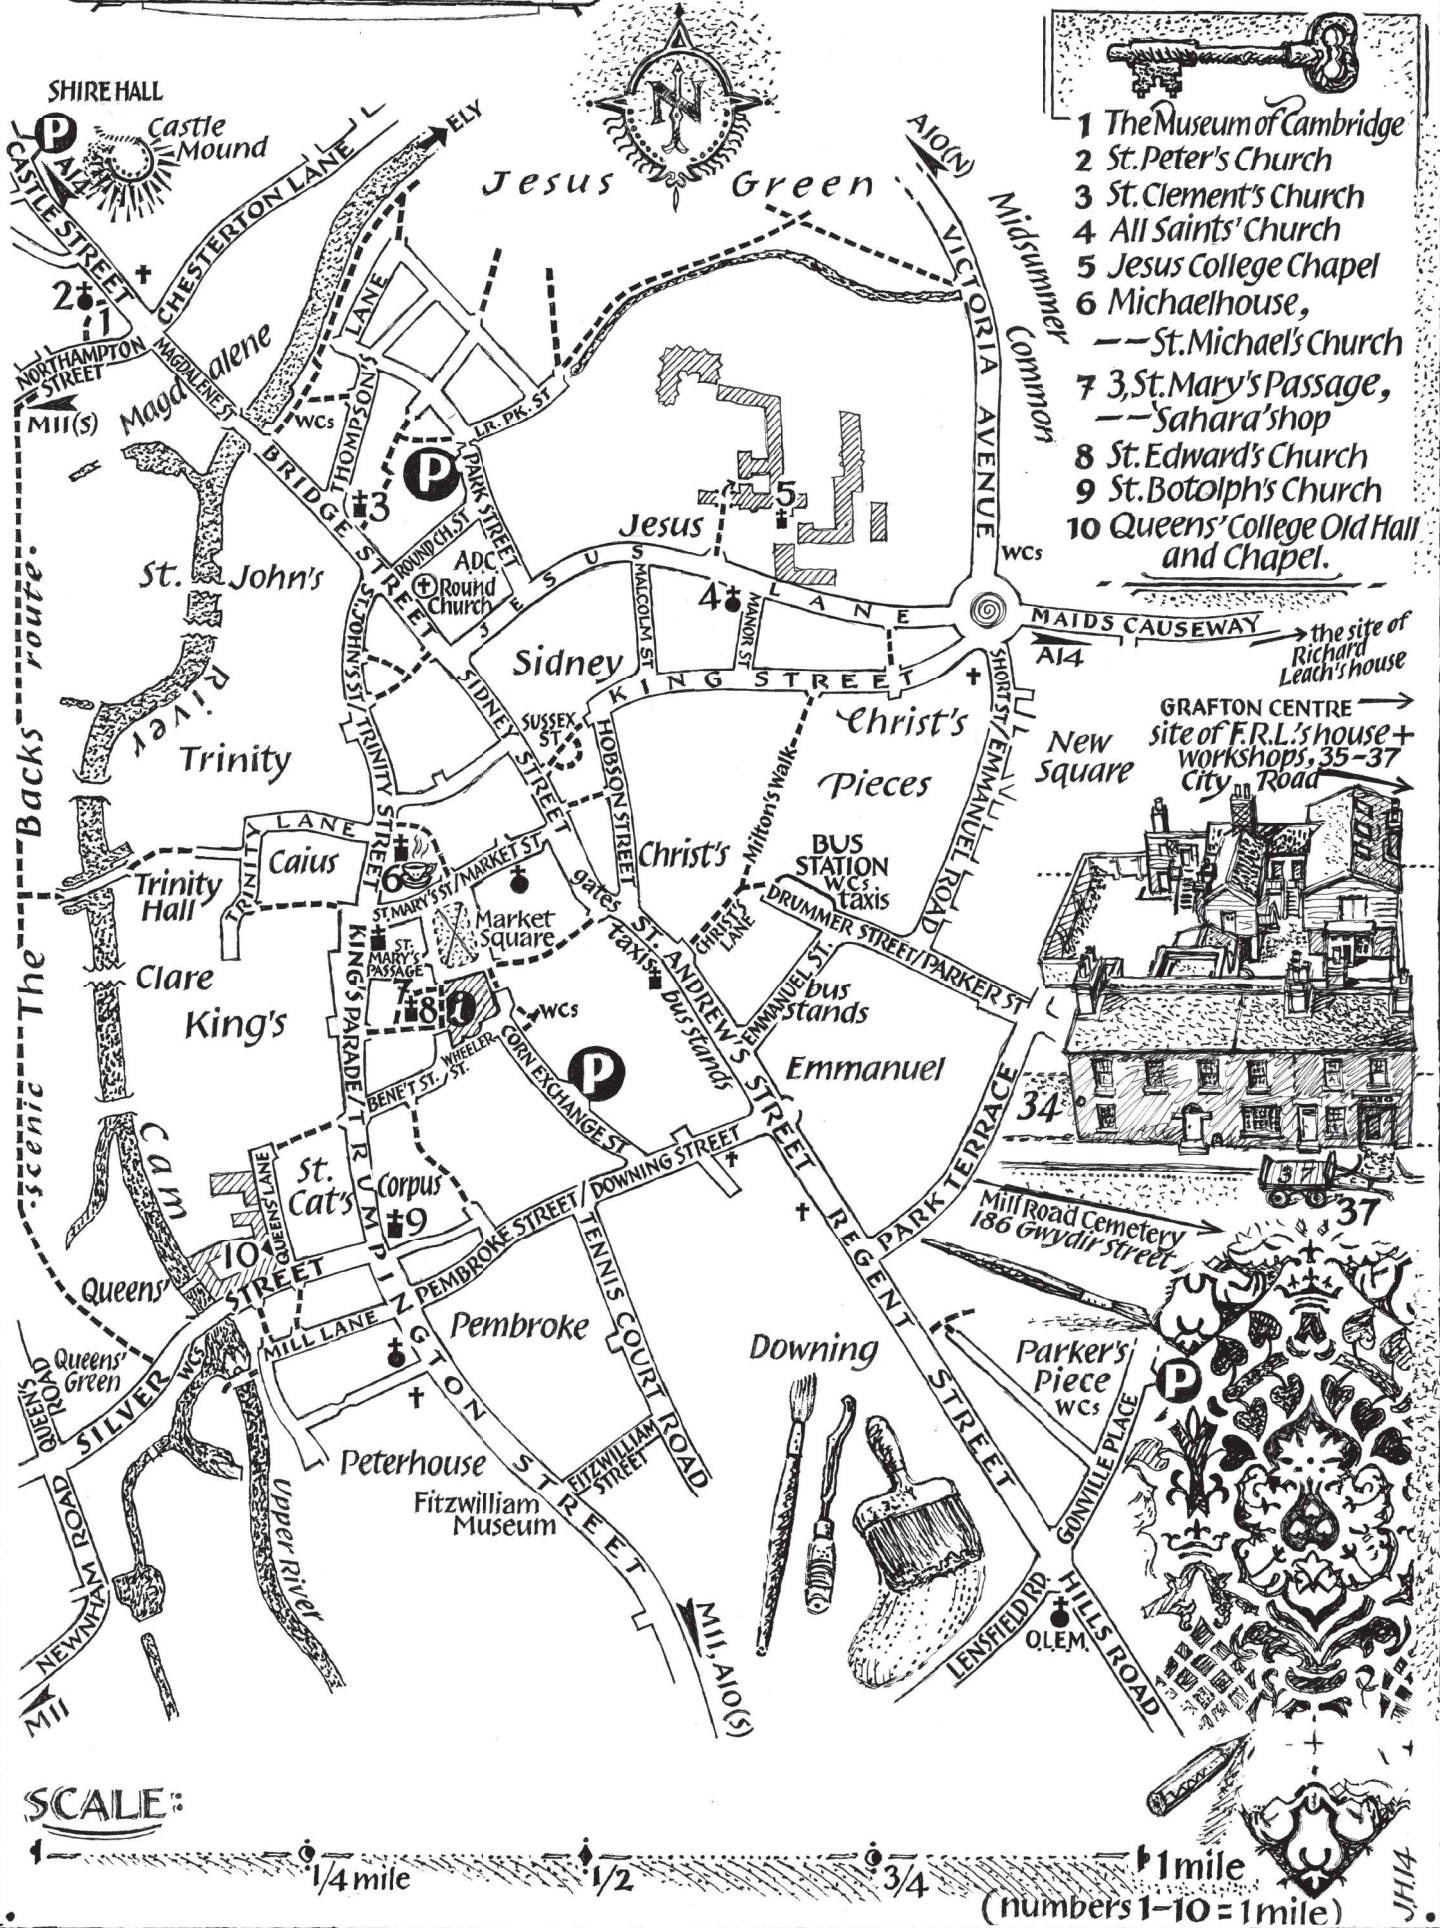 SHIRE HALL
P
Castle
Mound
A14
CASTLE STREET
CHESTERTON LANE
ELY
N
Jesus Green
A10(N)
Midsummer
Common
VICTORIA AVENUE
1 The Museum of Cambridge
2 St. Peter's Church
3 St. Clement's Church
4 All Saints' Church
5 Jesus College Chapel
6 Michaelhouse,
—St. Michael's Church
7 3, St. Mary's Passage,
—'Sahara' shop
8 St. Edward's Church
9 St. Botolph's Church
10 Queens' College Old Hall
and Chapel.
2
1
NORTHAMPTON
STREET
M11(S)
MAGDALENE ST
Magdalene
LANE
THOMPSON'S
WCs
LR. PK. ST
BRIDGE STREET
P
PARK STREET
3
ROUND CH. ST
ADC
Round
Church
Jesus
5
JESUS LANE
4
MALCOLM ST
MANOR ST
WCs
MAIDS CAUSEWAY
A14
the site of
Richard
Leach's house
St. John's
River
ST. JOHN'S ST/TRINITY STREET
Sidney
SIDNEY STREET
KING STREET
SUSSEX
ST
HOBSON STREET
Christ's
Pieces
SHORT ST/EMMANUEL ROAD
New
Square
GRAFTON CENTRE
site of F.R.L.'s house +
workshops, 35-37
City Road
scenic The Backs route.
Trinity
TRINITY LANE
Caius
6
Trinity
Hall
ST. MARY'S ST/MARKET ST
Market
Square
ST.
MARY'S
PASSAGE
7
8
i
gates
taxis
Christ's
Milton's Walk
CHRIST'S
LANE
BUS
STATION
WCs
taxis
DRUMMER STREET/PARKER ST
EMMANUEL ST.
bus
stands
ST. ANDREW'S STREET
bus stands
Clare
King's
KING'S PARADE/TRUMPINGTON STREET
WCs
WHEELER
ST.
BENE'T ST.
CORN EXCHANGE ST
P
Emmanuel
PARK TERRACE
34
37
37
Cam
St.
Cat's
QUEENS' LANE
Corpus
9
10
Queens'
SILVER STREET
PEMBROKE STREET/DOWNING STREET
TENNIS COURT ROAD
REGENT STREET
Mill Road Cemetery
186 Gwydir Street
MILL LANE
Pembroke
Downing
Parker's
Piece
WCs
P
GONVILLE PLACE
Queens'
Green
QUEEN'S
ROAD
WCs
Peterhouse
Fitzwilliam
Museum
FITZWILLIAM
STREET
NEWNHAM ROAD
M11
Upper River
M11, A10(S)
LENSFIELD RD
O.L.E.M.
HILLS ROAD
SCALE:
1/4 mile
1/2
3/4
1 mile
(numbers 1-10 = 1 mile)
JH14